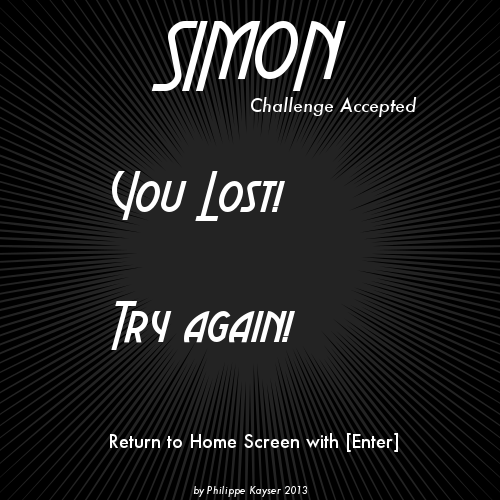 SIMON
Challenge Accepted
You Lost!
Try again!
Return to Home Screen with [Enter]
by Philippe Kayser 2013